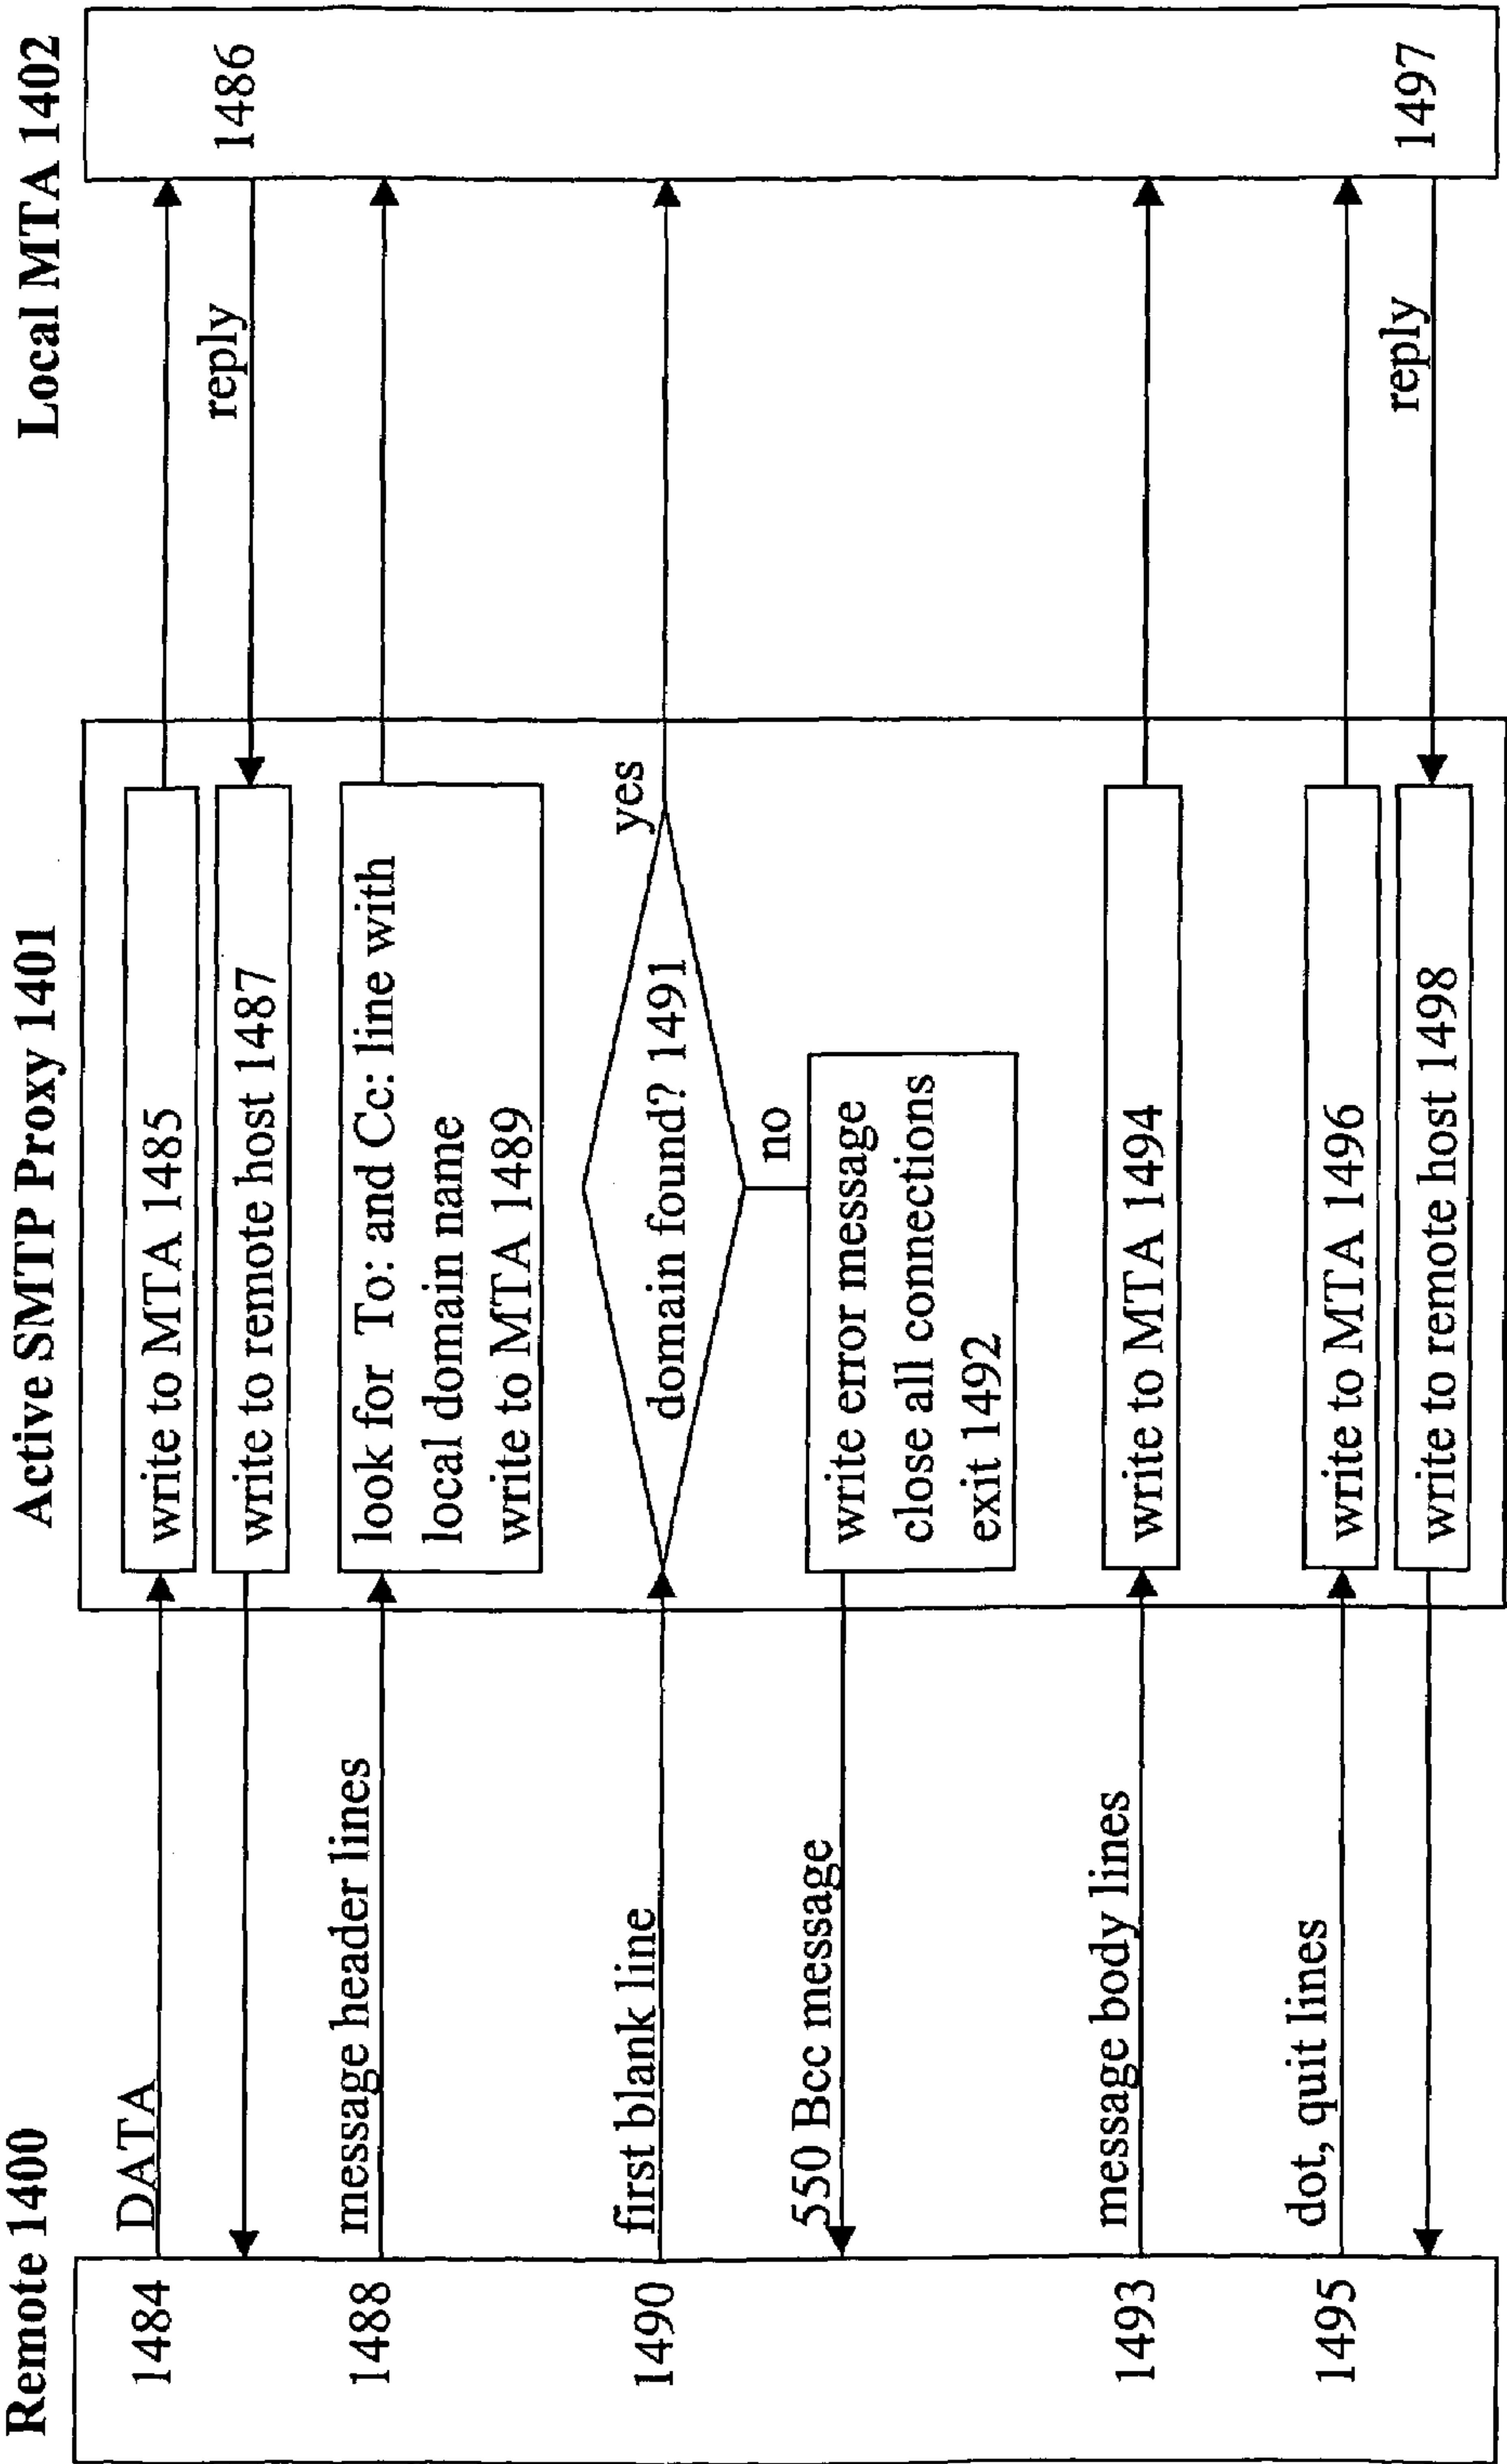 Remote 1400
Active SMTP Proxy 1401
Local MTA 1402
1484
DATA
write to MTA 1485
1486
reply
write to remote host 1487
1488
message header lines
look for To: and Cc: line with
local domain name
write to MTA 1489
1490
first blank line
domain found? 1491
yes
no
550 Bcc message
write error message
close all connections
exit 1492
1493
message body lines
write to MTA 1494
1495
dot, quit lines
write to MTA 1496
1497
reply
write to remote host 1498